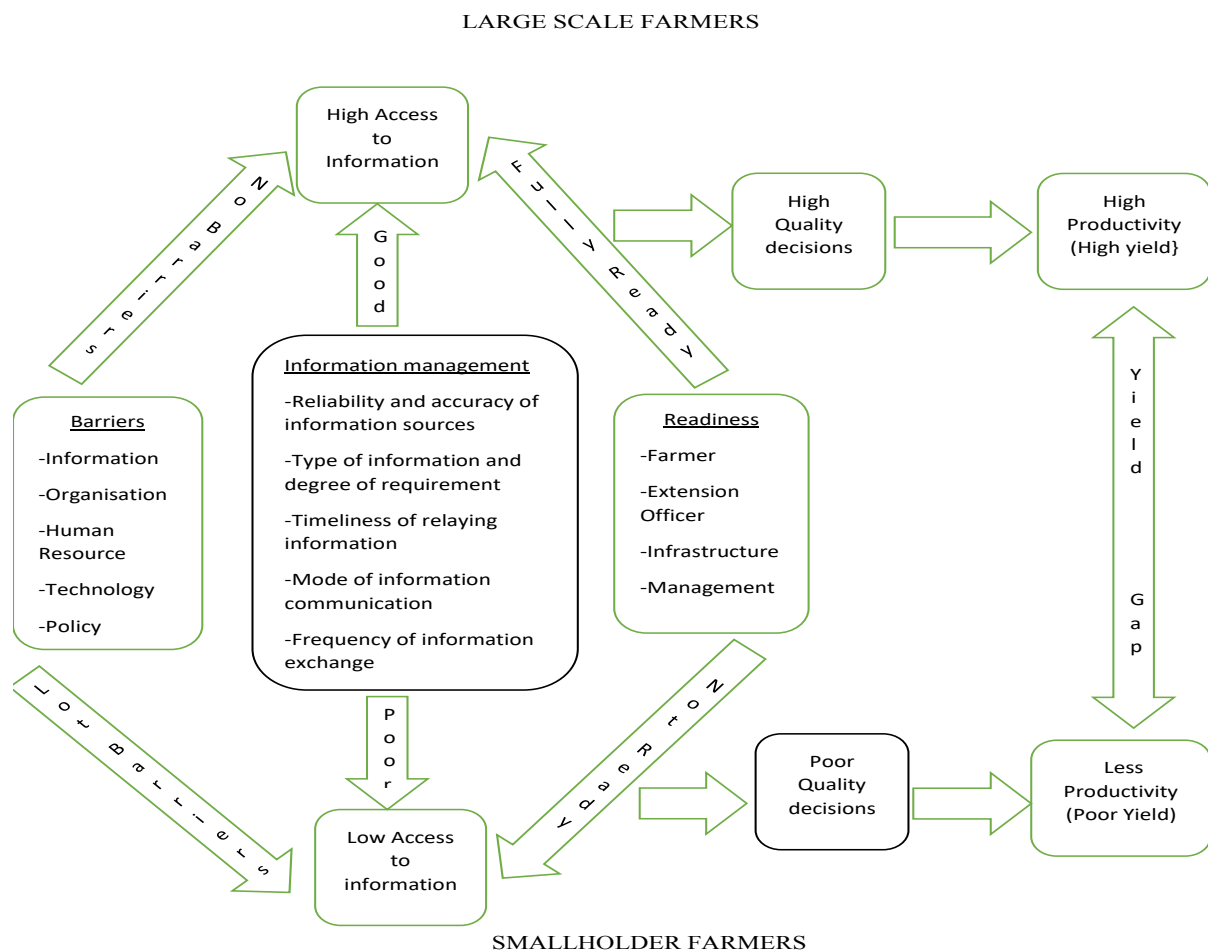 LARGE SCALE FARMERS
High Access
to
Information
No Barriers
Good
Fully Ready
High
Quality
decisions
High
Productivity
(High yield}
Barriers
-Information
-Organisation
-Human
Resource
-Technology
-Policy
Information management
-Reliability and accuracy of
information sources
-Type of information and
degree of requirement
-Timeliness of relaying
information
-Mode of information
communication
-Frequency of information
exchange
Readiness
-Farmer
-Extension
Officer
-Infrastructure
-Management
Yield Gap
Lot Barriers
Poor
Not Ready
Poor
Quality
decisions
Less
Productivity
(Poor Yield)
Low Access
to
information
SMALLHOLDER FARMERS